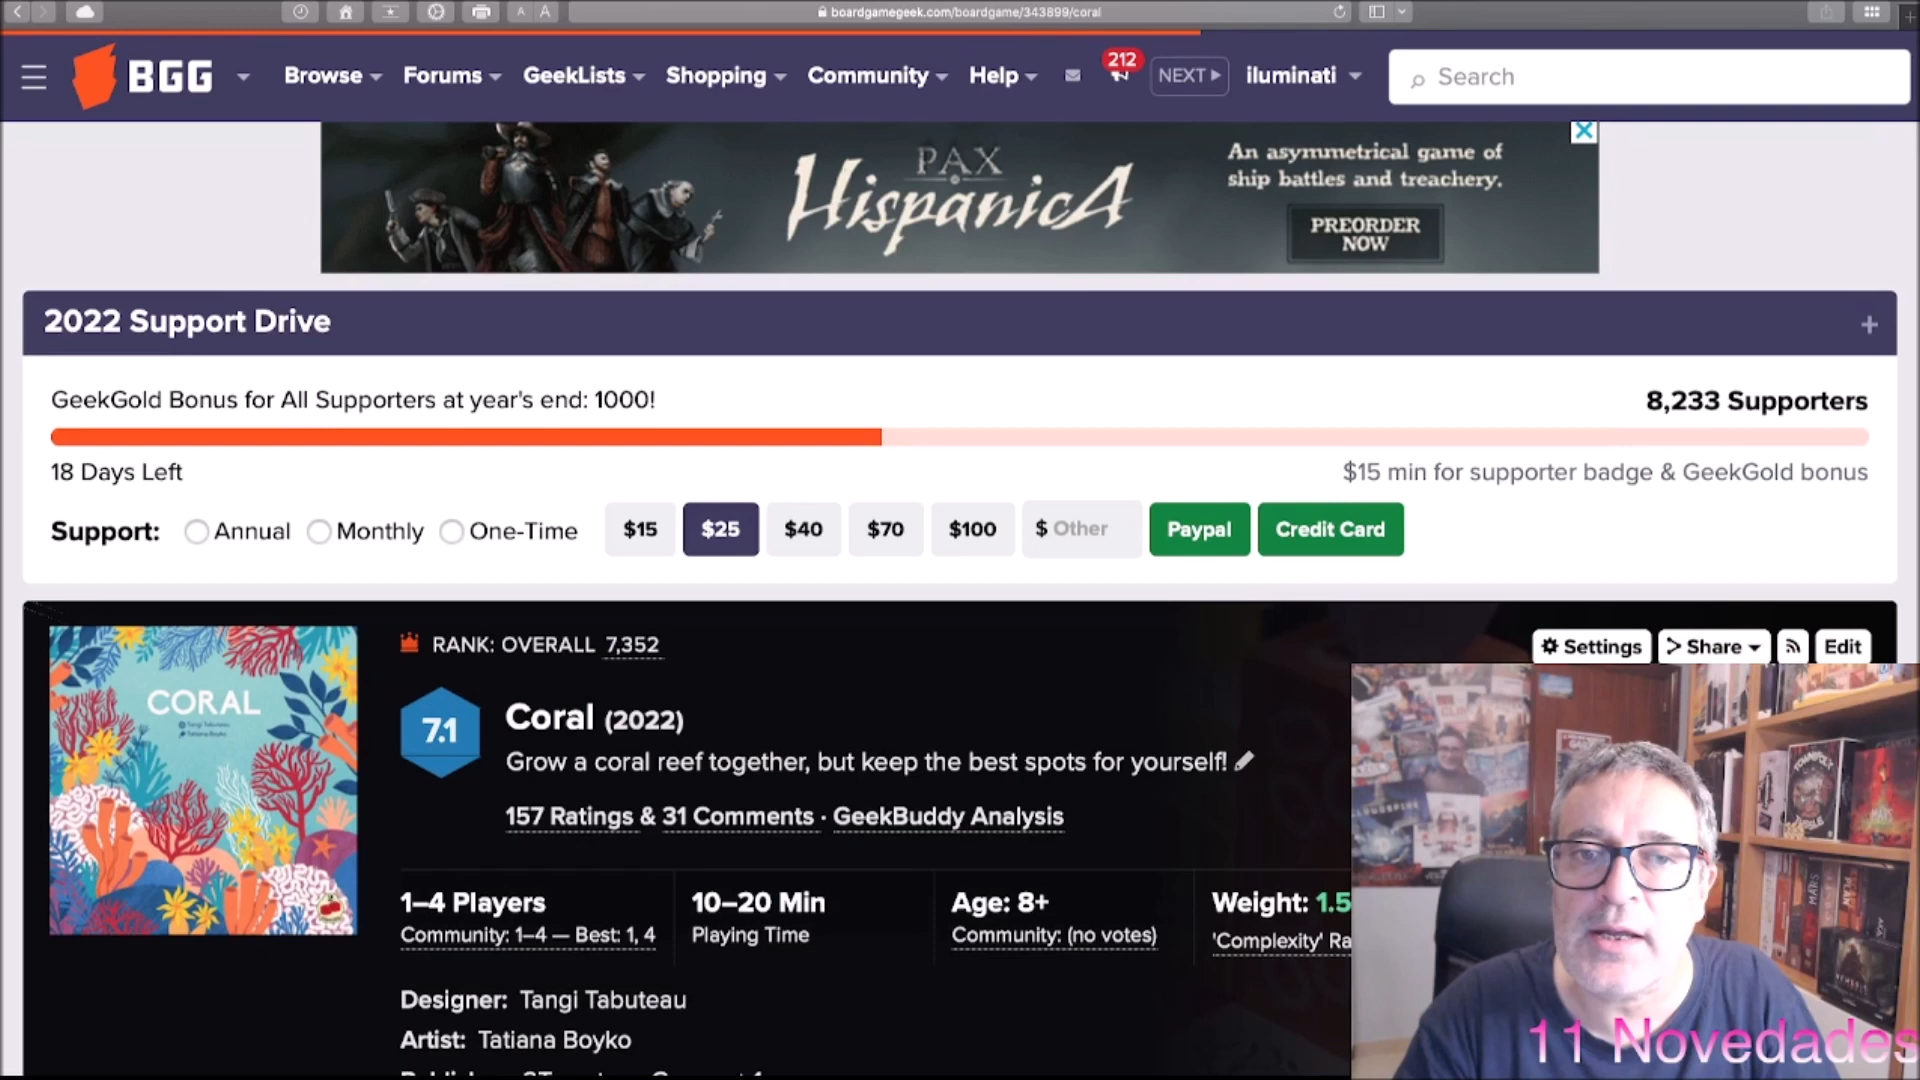 boardgamegeek.com/boardgame/343899/coral
A A
BGG Browse Forums GeekLists Shopping Community Help 212 NEXT iluminati Search
PAX
HispanicA
An asymmetrical game of
ship battles and treachery.
PREORDER
NOW
2022 Support Drive
GeekGold Bonus for All Supporters at year's end: 1000!
8,233 Supporters
18 Days Left
$15 min for supporter badge & GeekGold bonus
Support: Annual Monthly One-Time $15 $25 $40 $70 $100 $ Other Paypal Credit Card
CORAL
Tangi Tabuteau
Tatiana Boyko
RANK: OVERALL 7,352
Settings Share Edit
7.1
Coral (2022)
Grow a coral reef together, but keep the best spots for yourself!
157 Ratings & 31 Comments · GeekBuddy Analysis
1–4 Players
Community: 1–4 — Best: 1, 4
10–20 Min
Playing Time
Age: 8+
Community: (no votes)
Weight: 1.5
'Complexity' Ra
Designer: Tangi Tabuteau
Artist: Tatiana Boyko
MARS
NEMESIS
11 Novedades